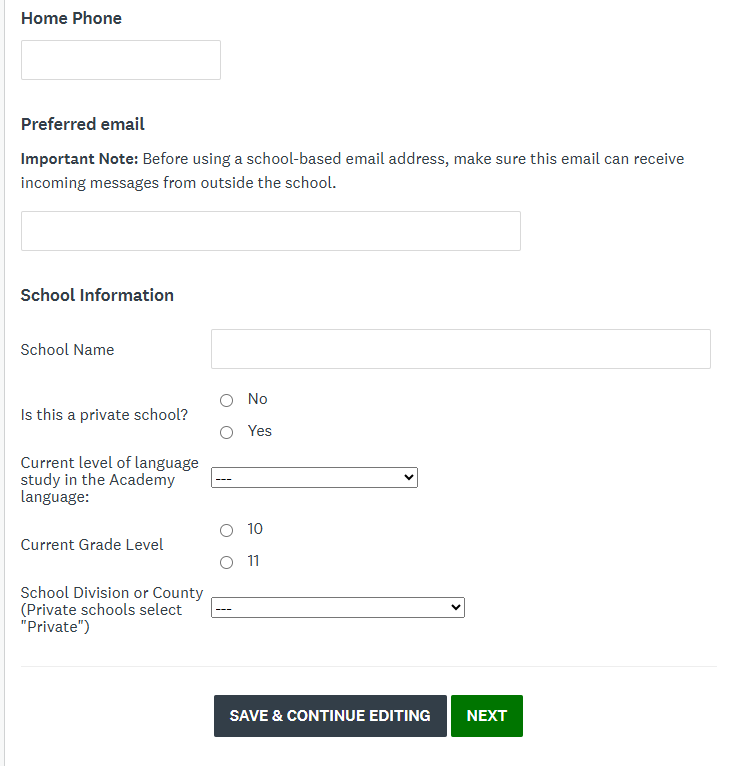 Home Phone
Preferred email
Important Note: Before using a school-based email address, make sure this email can receive
incoming messages from outside the school.
School Information
School Name
Is this a private school?
No
Yes
Current level of language
study in the Academy
language:
---
Current Grade Level
10
11
School Division or County
(Private schools select
"Private")
---
SAVE & CONTINUE EDITING
NEXT